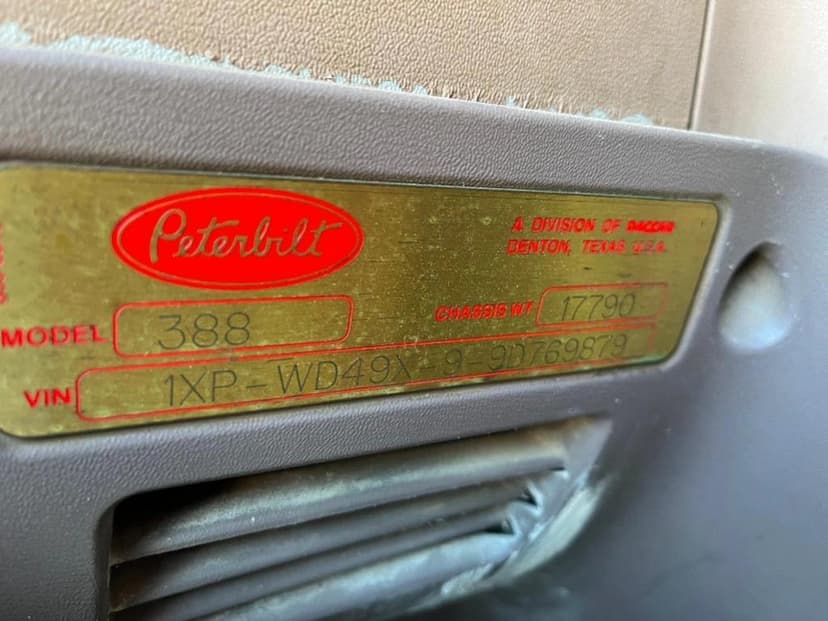 Peterbilt
A DIVISION OF PACCAR
DENTON, TEXAS U.S.A.
MODEL 388
CHASSIS WT 17790
VIN 1XP-WD49X-9-9D769879